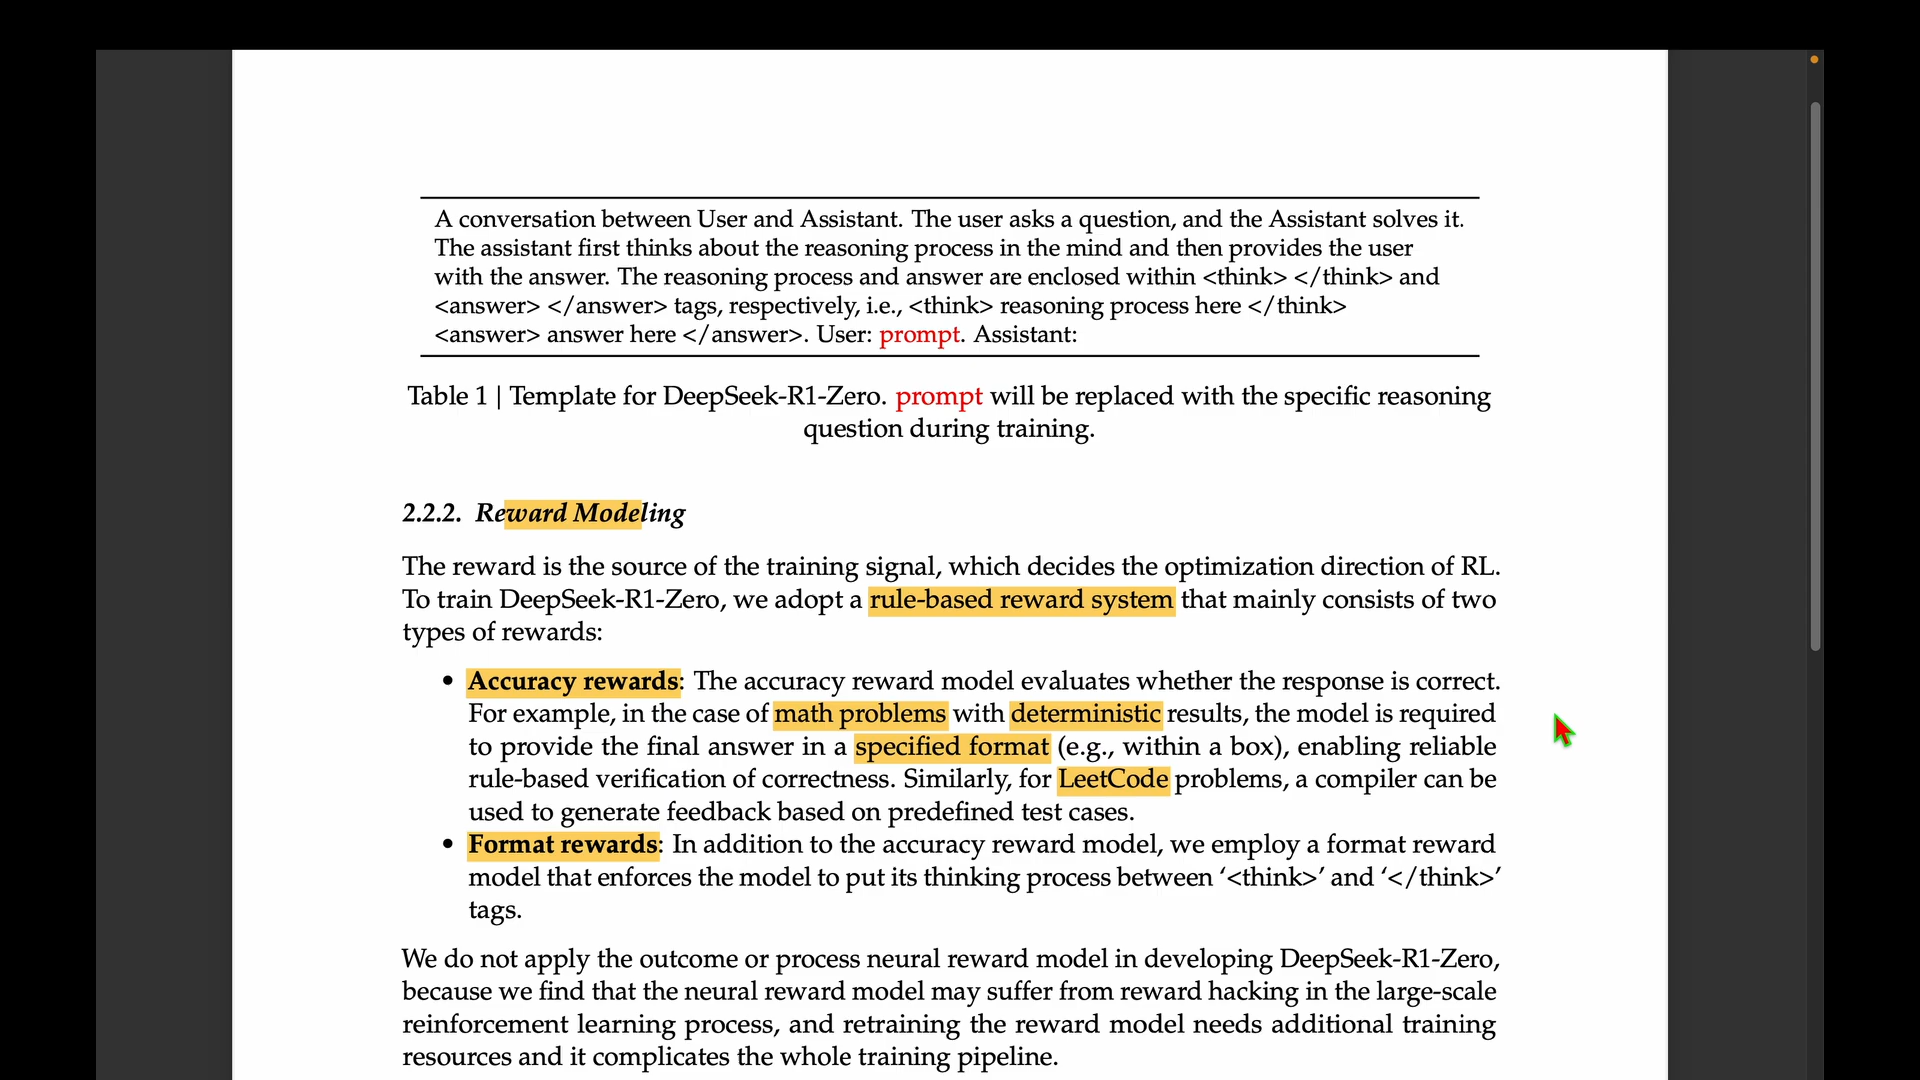 A conversation between User and Assistant. The user asks a question, and the Assistant solves it.
The assistant first thinks about the reasoning process in the mind and then provides the user
with the answer. The reasoning process and answer are enclosed within <think> </think> and
<answer> </answer> tags, respectively, i.e., <think> reasoning process here </think>
<answer> answer here </answer>. User: prompt. Assistant:
Table 1 | Template for DeepSeek-R1-Zero. prompt will be replaced with the specific reasoning
question during training.
2.2.2. Reward Modeling
The reward is the source of the training signal, which decides the optimization direction of RL.
To train DeepSeek-R1-Zero, we adopt a rule-based reward system that mainly consists of two
types of rewards:
• Accuracy rewards: The accuracy reward model evaluates whether the response is correct.
For example, in the case of math problems with deterministic results, the model is required
to provide the final answer in a specified format (e.g., within a box), enabling reliable
rule-based verification of correctness. Similarly, for LeetCode problems, a compiler can be
used to generate feedback based on predefined test cases.
• Format rewards: In addition to the accuracy reward model, we employ a format reward
model that enforces the model to put its thinking process between ‘<think>’ and ‘</think>’
tags.
We do not apply the outcome or process neural reward model in developing DeepSeek-R1-Zero,
because we find that the neural reward model may suffer from reward hacking in the large-scale
reinforcement learning process, and retraining the reward model needs additional training
resources and it complicates the whole training pipeline.